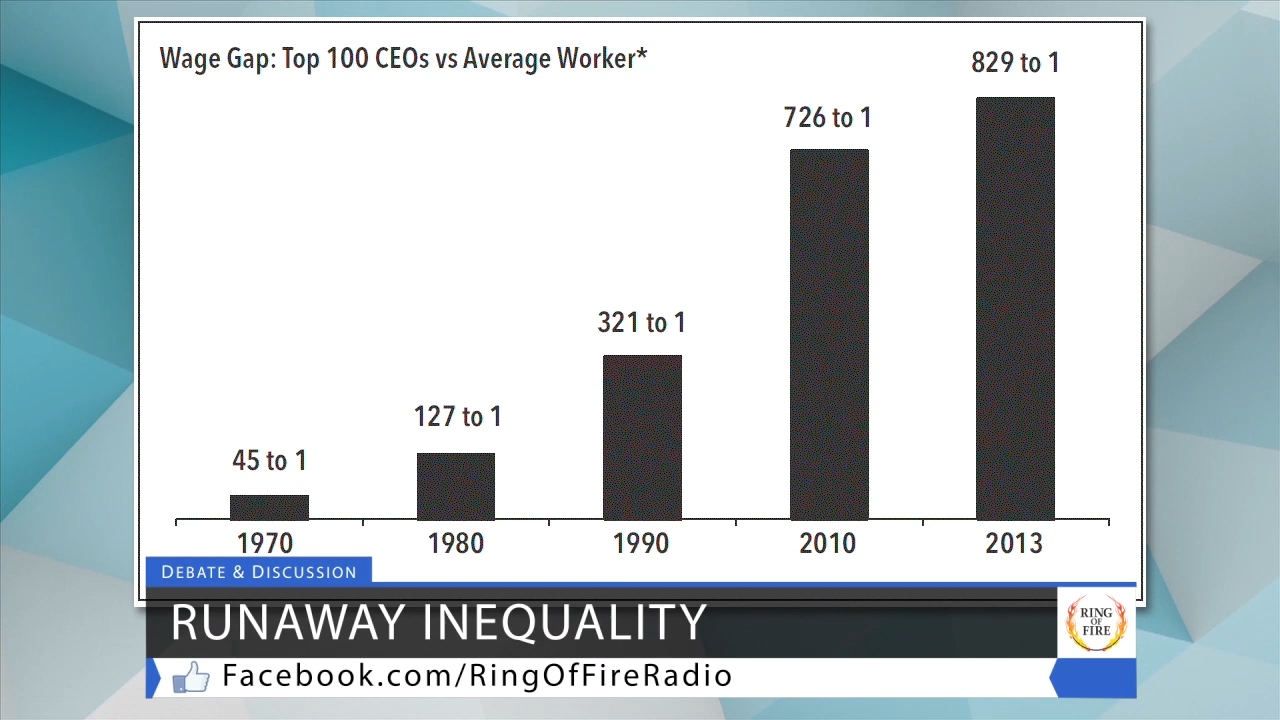 Wage Gap: Top 100 CEOs vs Average Worker*
829 to 1
726 to 1
321 to 1
127 to 1
45 to 1
1970 1980 1990 2010 2013
DEBATE & DISCUSSION
RUNAWAY INEQUALITY
RING
OF
FIRE
Facebook.com/RingOfFireRadio